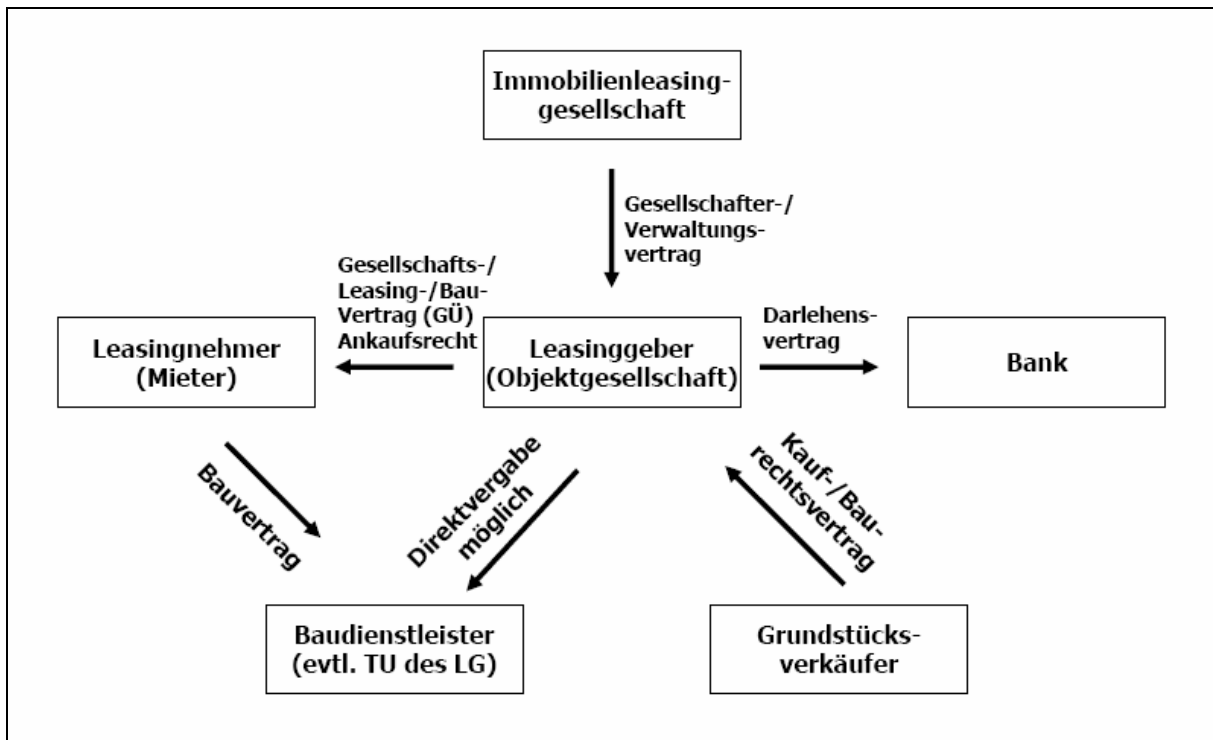 Immobilienleasing-
gesellschaft
Gesellschafter-/
Verwaltungs-
vertrag
Gesellschafts-/
Leasing-/Bau-
Vertrag (GÜ)
Ankaufsrecht
Leasingnehmer
(Mieter)
Leasinggeber
(Objektgesellschaft)
Darlehens-
vertrag
Bank
Bauvertrag
Direktvergabe
möglich
Kauf-/Bau-
rechtsvertrag
Baudienstleister
(evtl. TU des LG)
Grundstücks-
verkäufer